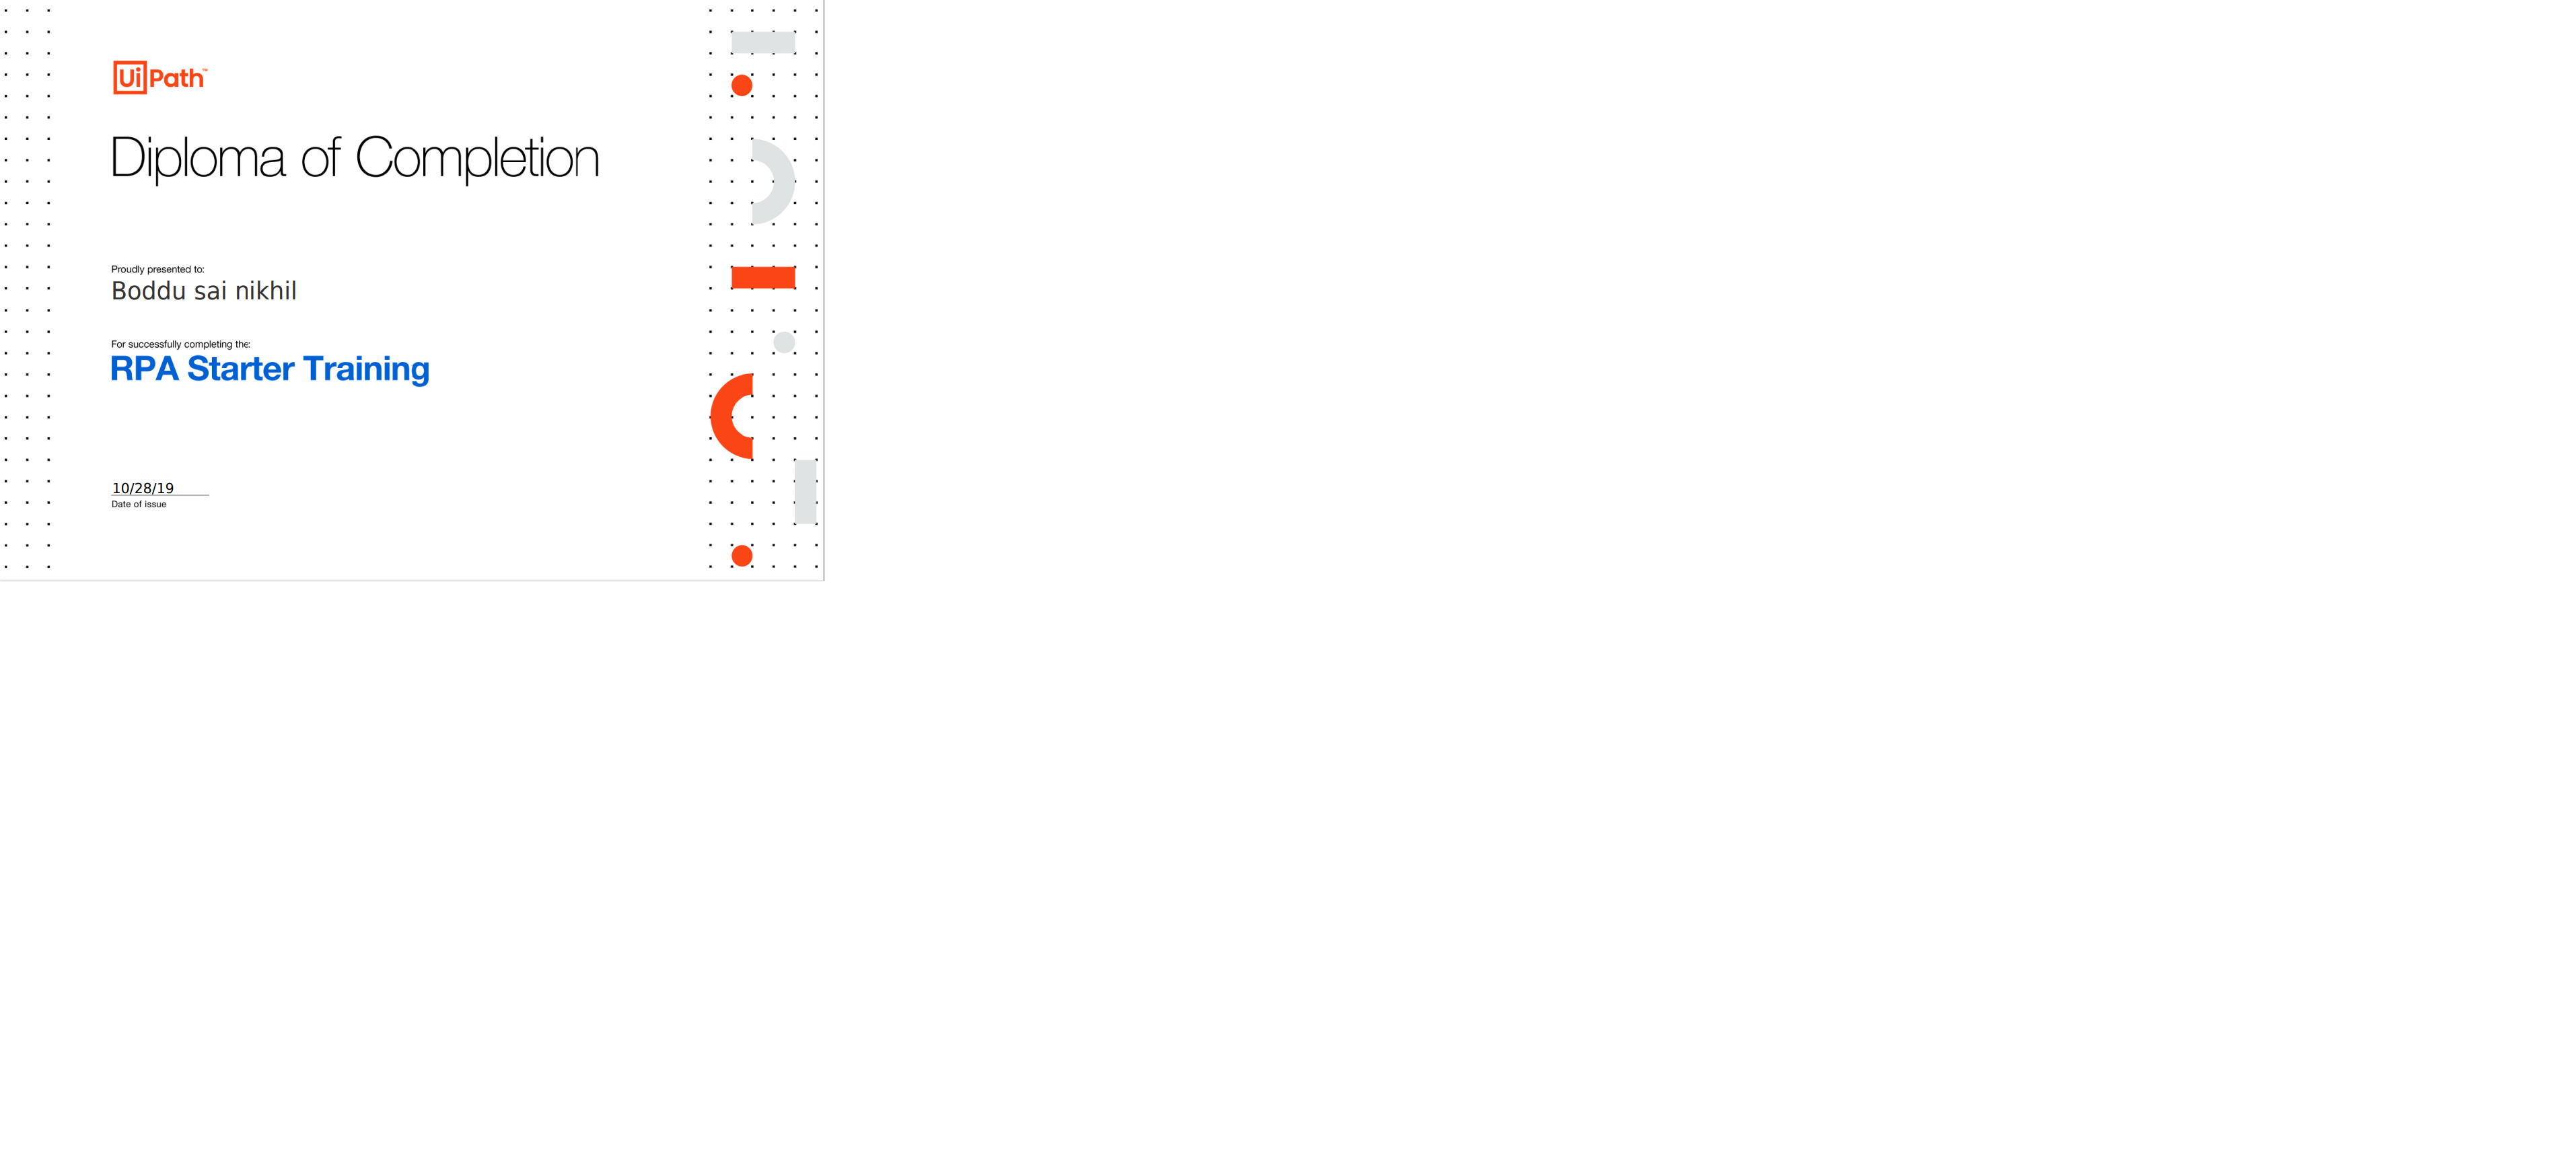 UiPath™
Diploma of Completion
Proudly presented to:
Boddu sai nikhil
For successfully completing the:
RPA Starter Training
10/28/19
Date of issue